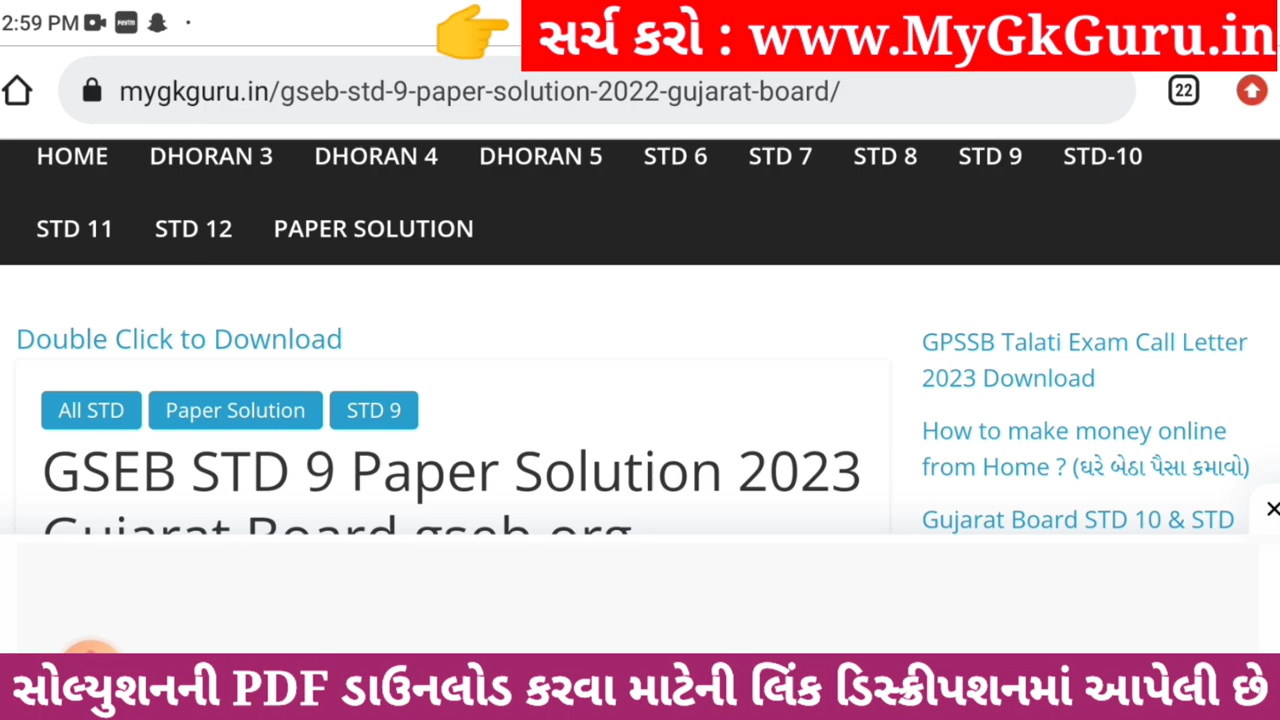 2:59 PM
સર્ચ કરો : www.MyGkGuru.in
mygkguru.in/gseb-std-9-paper-solution-2022-gujarat-board/
22
HOME DHORAN 3 DHORAN 4 DHORAN 5 STD 6 STD 7 STD 8 STD 9 STD-10
STD 11 STD 12 PAPER SOLUTION
Double Click to Download
All STD Paper Solution STD 9
GSEB STD 9 Paper Solution 2023
Gujarat Board gseb.org
GPSSB Talati Exam Call Letter
2023 Download
How to make money online
from Home ? (ઘરે બેઠા પૈસા કમાવો)
Gujarat Board STD 10 & STD
સોલ્યુશનની PDF ડાઉનલોડ કરવા માટેની લિંક ડિસ્ક્રીપશનમાં આપેલી છે